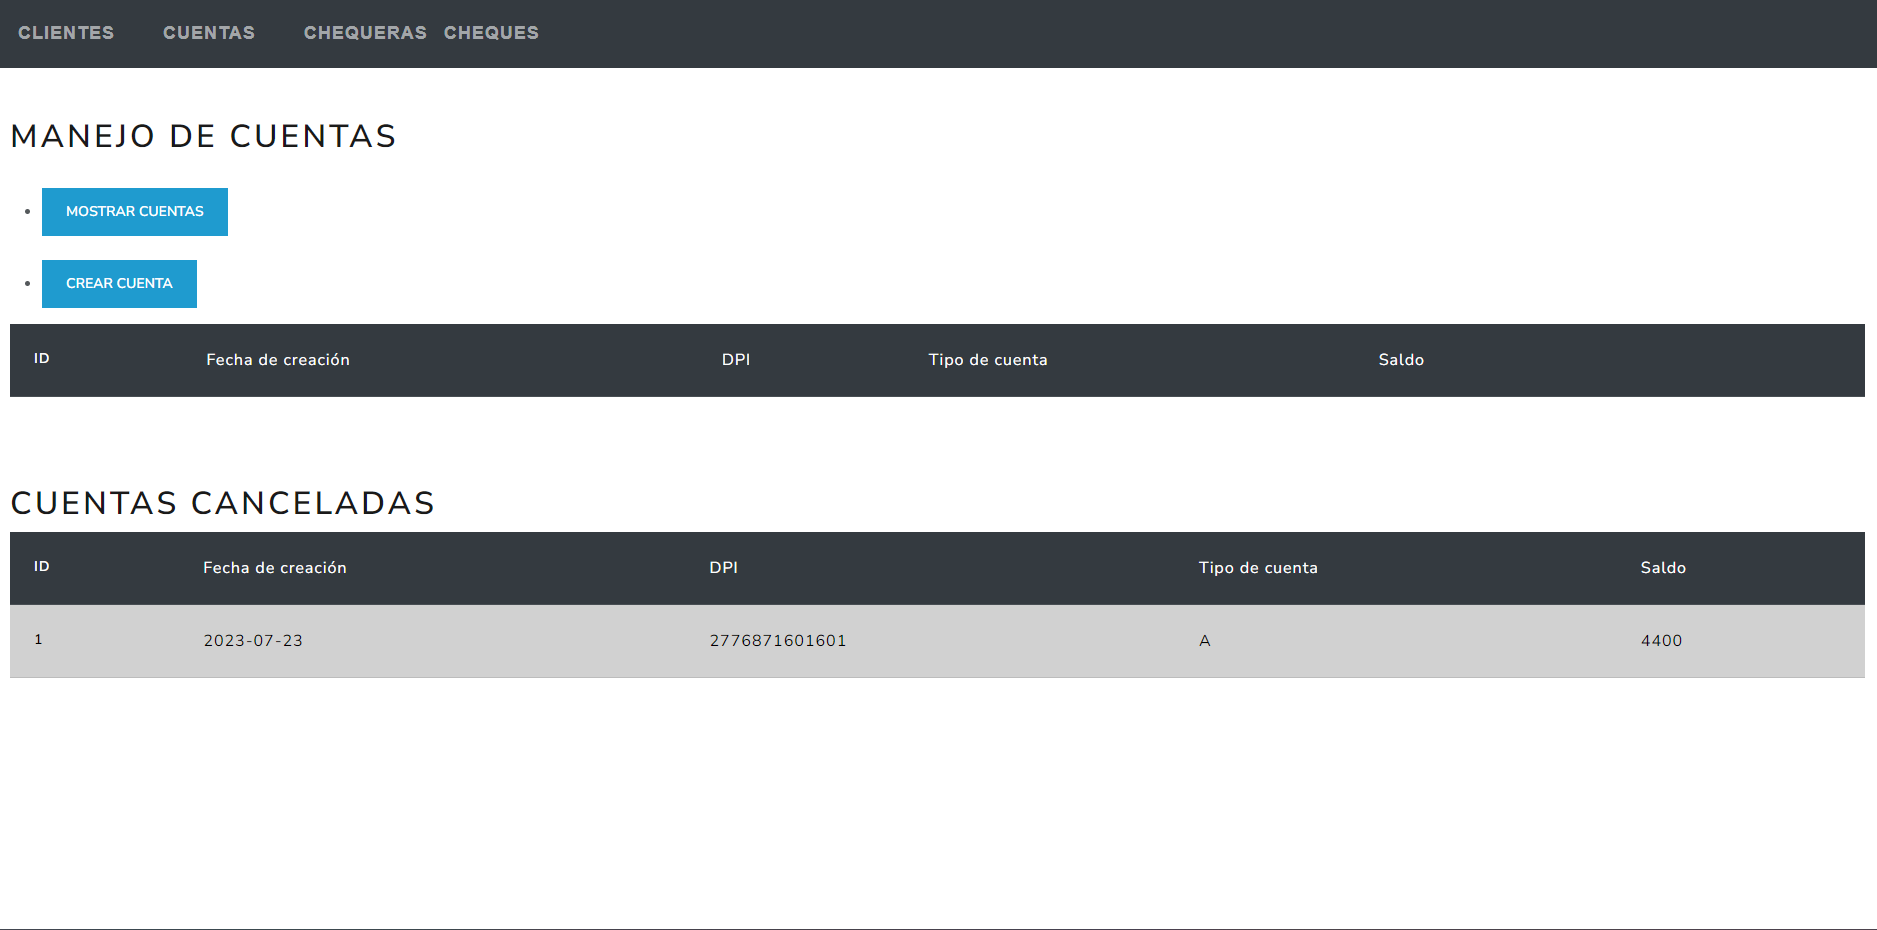 CLIENTES CUENTAS CHEQUERAS CHEQUES
MANEJO DE CUENTAS
MOSTRAR CUENTAS
CREAR CUENTA
ID Fecha de creación DPI Tipo de cuenta Saldo
CUENTAS CANCELADAS
ID Fecha de creación DPI Tipo de cuenta Saldo
1 2023-07-23 2776871601601 A 4400